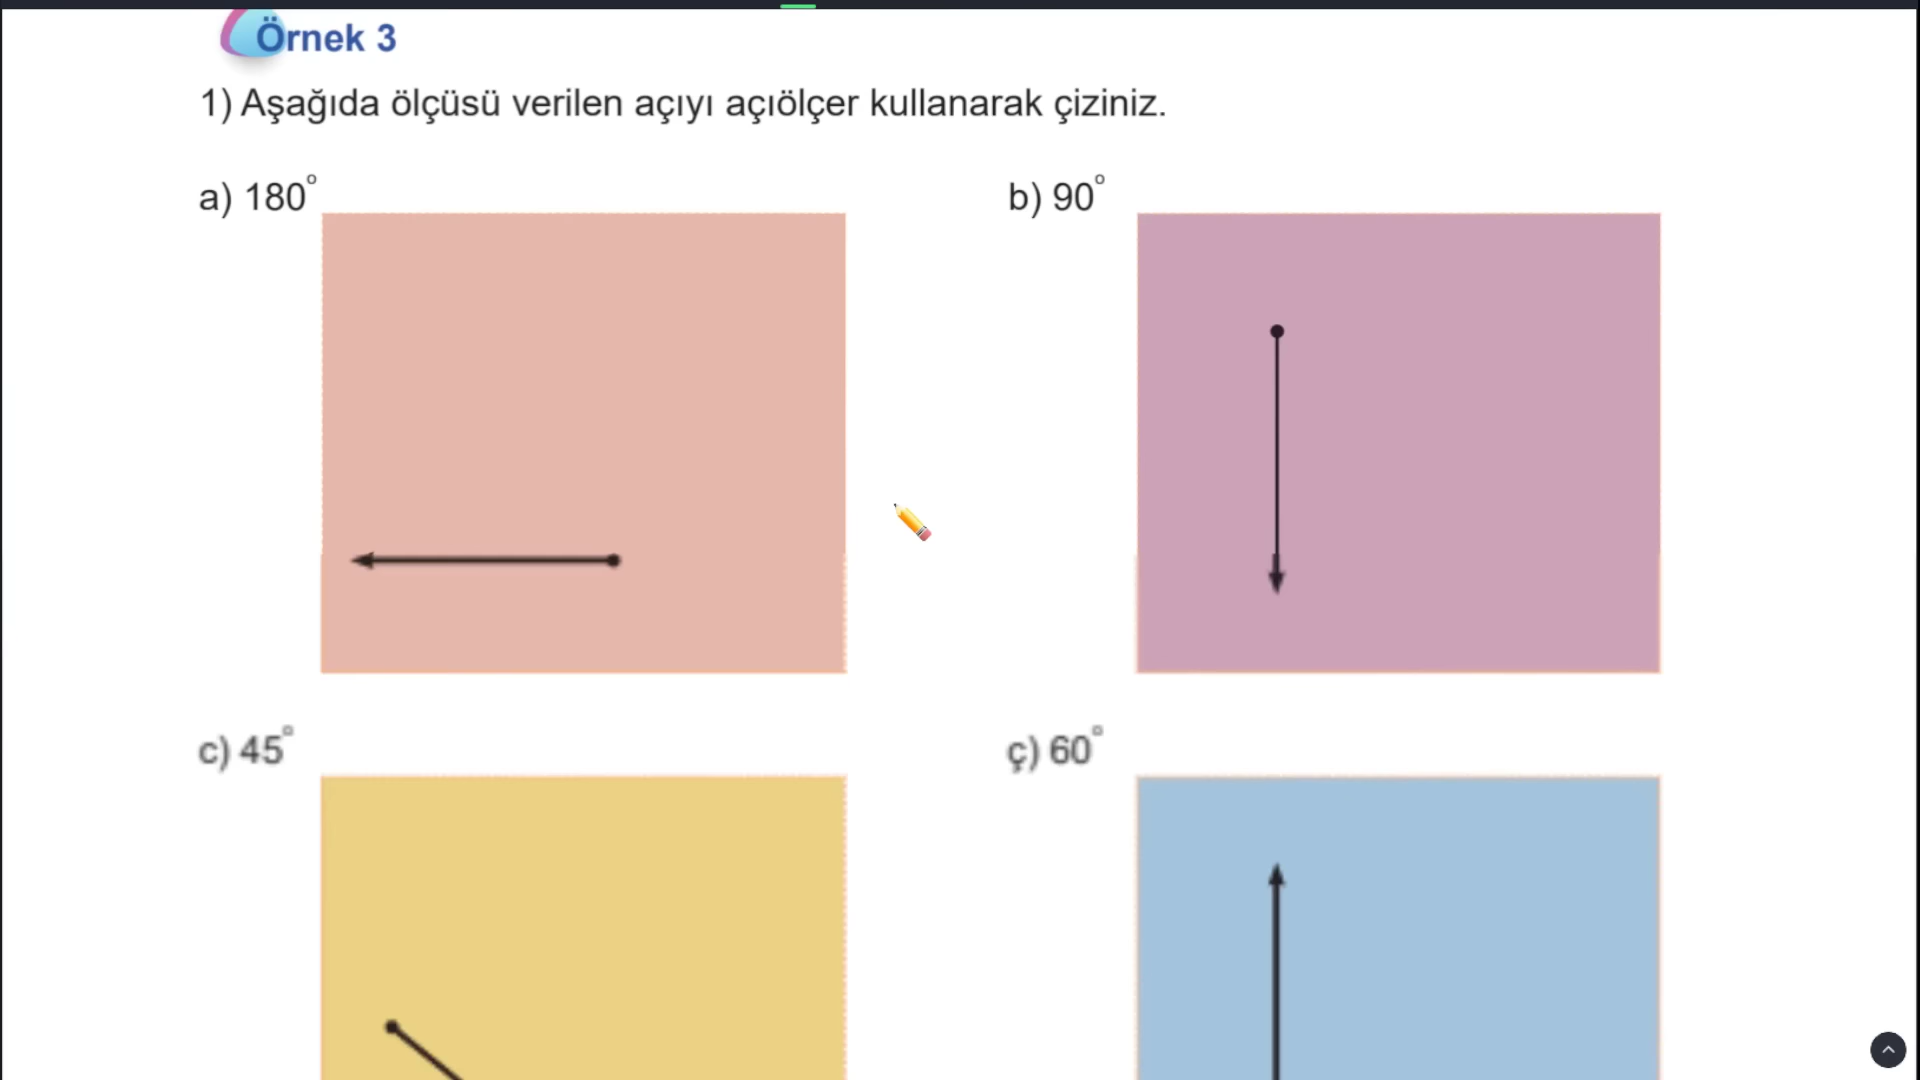 Örnek 3
1) Aşağıda ölçüsü verilen açıyı açıölçer kullanarak çiziniz.
a) 180°
b) 90°
c) 45°
ç) 60°